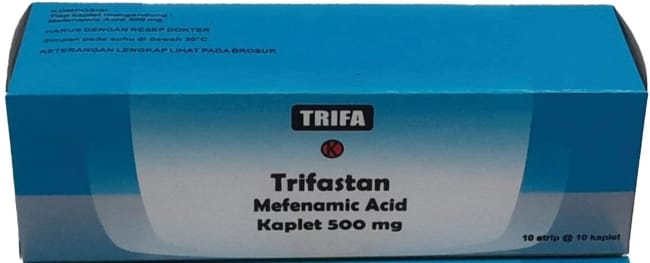 KOMPOSISI
Tiap kaplet mengandung :
Mefenamic Acid 500 mg
HARUS DENGAN RESEP DOKTER
Simpan pada suhu di bawah 30°C
KETERANGAN LENGKAP LIHAT PADA BROSUR
TRIFA
K
Trifastan
Mefenamic Acid
Kaplet 500 mg
10 strip @ 10 kaplet